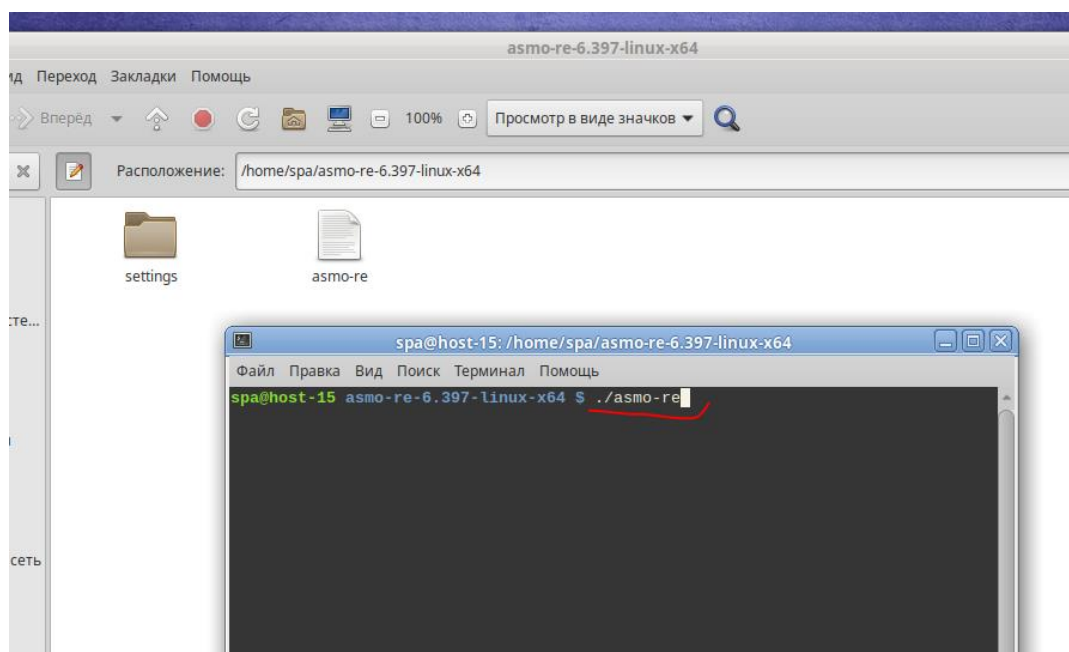 asmo-re-6.397-linux-x64
Переход Закладки Помощь
Вперёд 100% Просмотр в виде значков
Расположение: /home/spa/asmo-re-6.397-linux-x64
settings
asmo-re
spa@host-15: /home/spa/asmo-re-6.397-linux-x64
Файл Правка Вид Поиск Терминал Помощь
spa@host-15 asmo-re-6.397-linux-x64 $ ./asmo-re
сеть